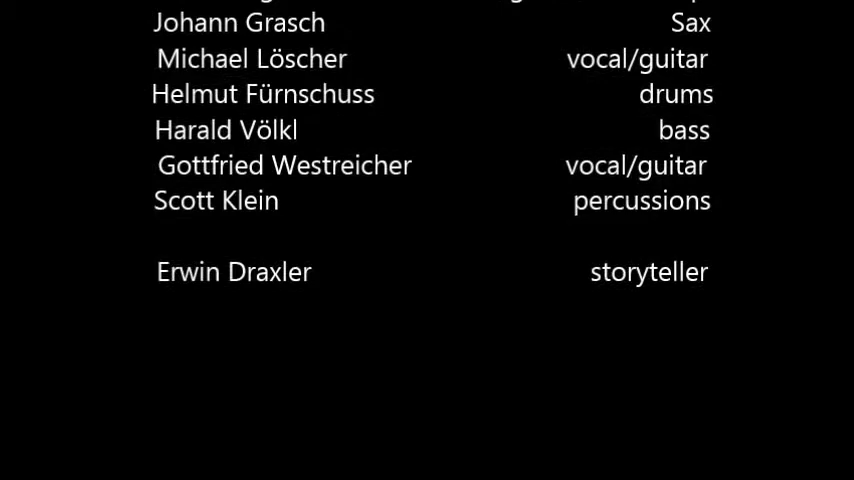 Johann Grasch Sax
Michael Löscher vocal/guitar
Helmut Fürnschuss drums
Harald Völkl bass
Gottfried Westreicher vocal/guitar
Scott Klein percussions
Erwin Draxler storyteller